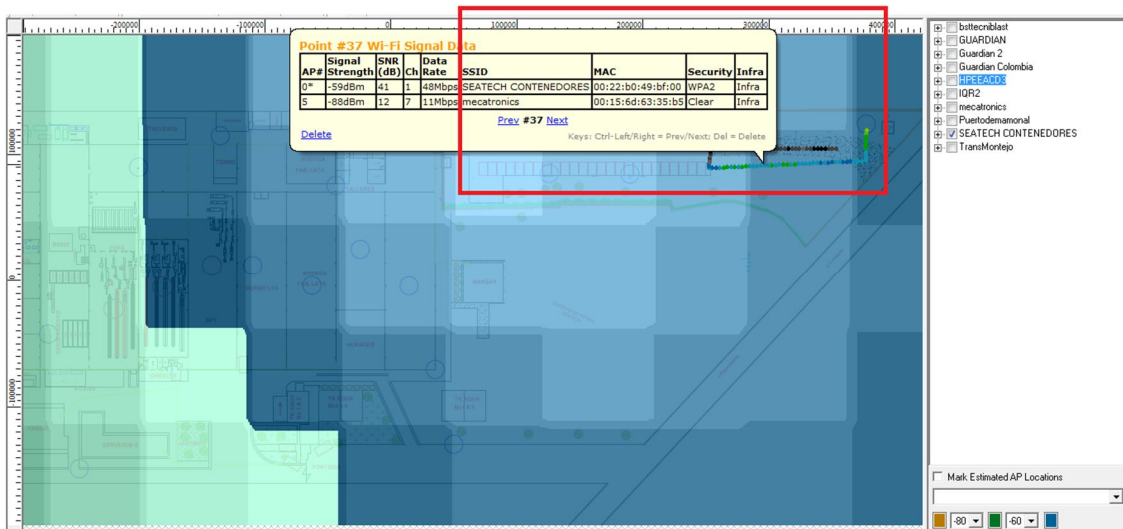 -200000 -100000 100000 200000 300000 400000
Point #37 Wi-Fi Signal Data
AP# Signal Strength SNR (dB) Ch Data Rate SSID MAC Security Infra
0* -59dBm 41 1 48Mbps SEATECH CONTENEDORES 00:22:b0:49:bf:00 WPA2 Infra
5 -88dBm 12 7 11Mbps mecatronics 00:15:6d:63:35:b5 Clear Infra
Prev #37 Next
Delete
Keys: Ctrl-Left/Right = Prev/Next; Del = Delete
100000
0
-100000
bsttecniblast
GUARDIAN
Guardian 2
Guardian Colombia
HPEEACD3
IQR2
mecatronics
Puertodemamonal
SEATECH CONTENEDORES
TransMontejo
Mark Estimated AP Locations
-80 -60